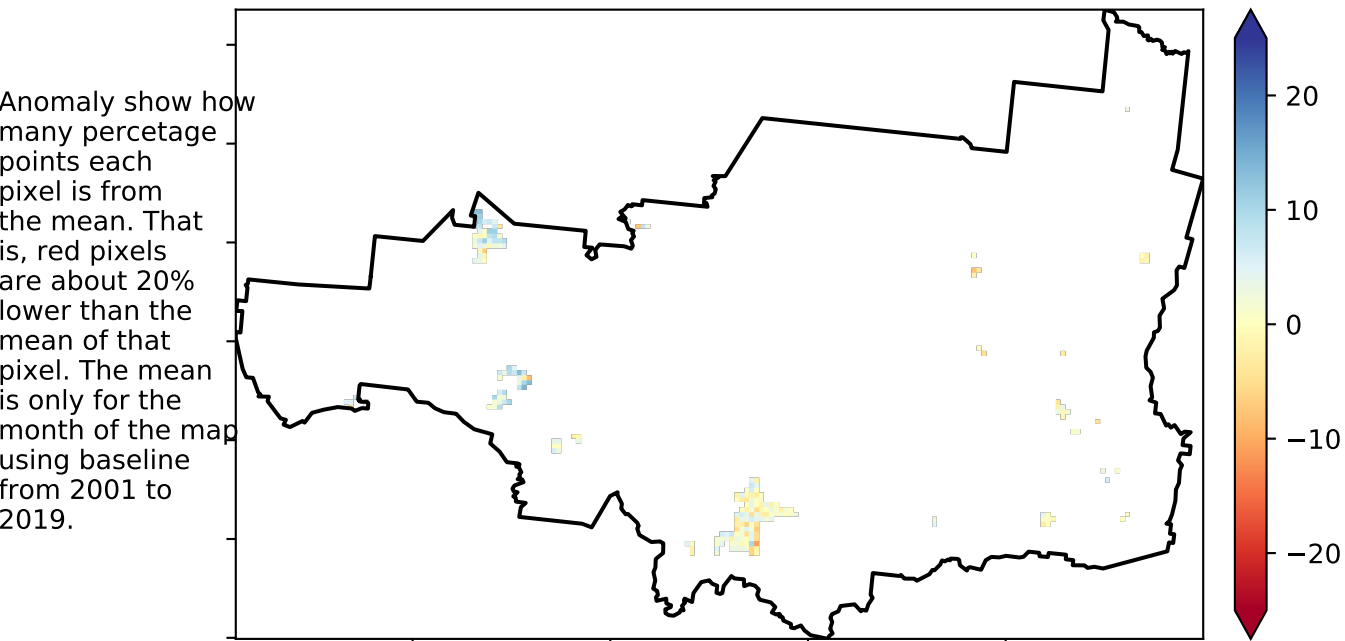 Anomaly show how
many percetage
points each
pixel is from
the mean. That
is, red pixels
are about 20%
lower than the
mean of that
pixel. The mean
is only for the
month of the map
using baseline
from 2001 to
2019.
20
10
0
−10
−20